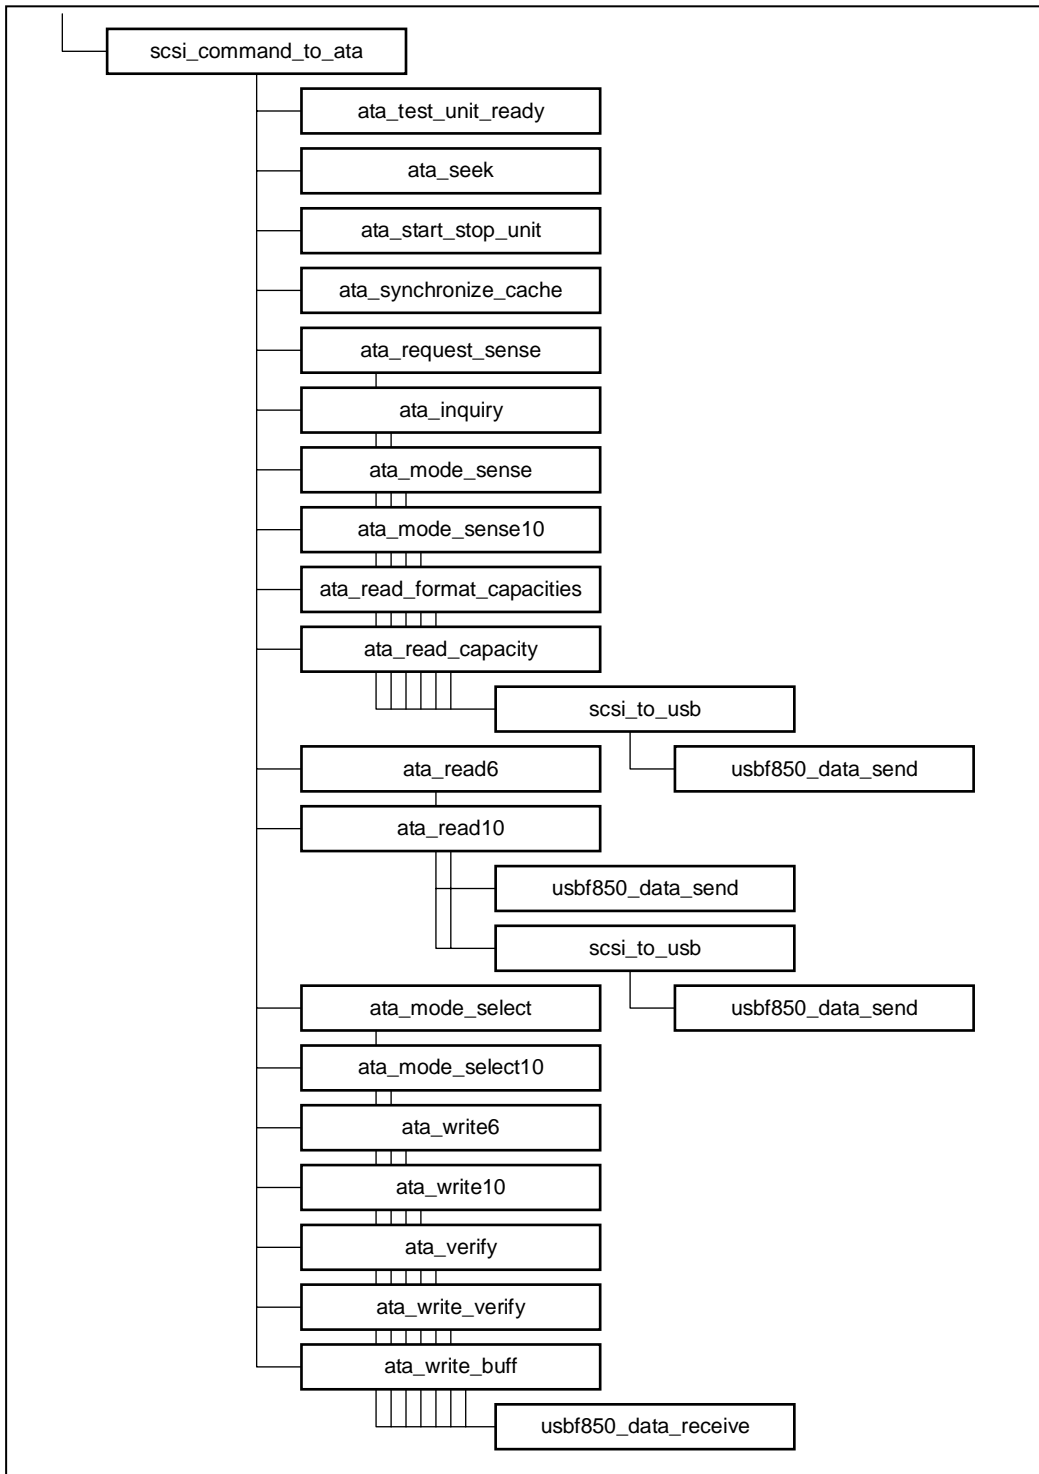 scsi_command_to_ata
ata_test_unit_ready
ata_seek
ata_start_stop_unit
ata_synchronize_cache
ata_request_sense
ata_inquiry
ata_mode_sense
ata_mode_sense10
ata_read_format_capacities
ata_read_capacity
scsi_to_usb
usbf850_data_send
ata_read6
ata_read10
usbf850_data_send
scsi_to_usb
usbf850_data_send
ata_mode_select
ata_mode_select10
ata_write6
ata_write10
ata_verify
ata_write_verify
ata_write_buff
usbf850_data_receive